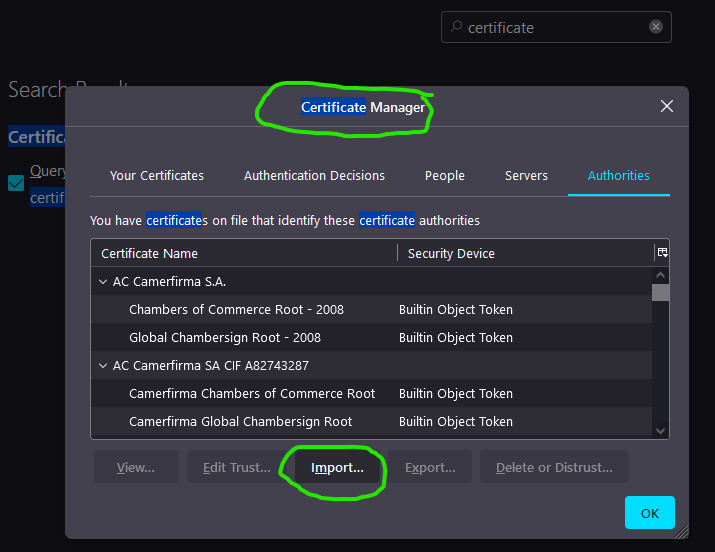 certificate
Search Result
Certificate Manager
Certific
Query
certif
Your Certificates Authentication Decisions People Servers Authorities
You have certificates on file that identify these certificate authorities
Certificate Name Security Device
AC Camerfirma S.A.
Chambers of Commerce Root - 2008 Builtin Object Token
Global Chambersign Root - 2008 Builtin Object Token
AC Camerfirma SA CIF A82743287
Camerfirma Chambers of Commerce Root Builtin Object Token
Camerfirma Global Chambersign Root Builtin Object Token
View... Edit Trust... Import... Export... Delete or Distrust...
OK